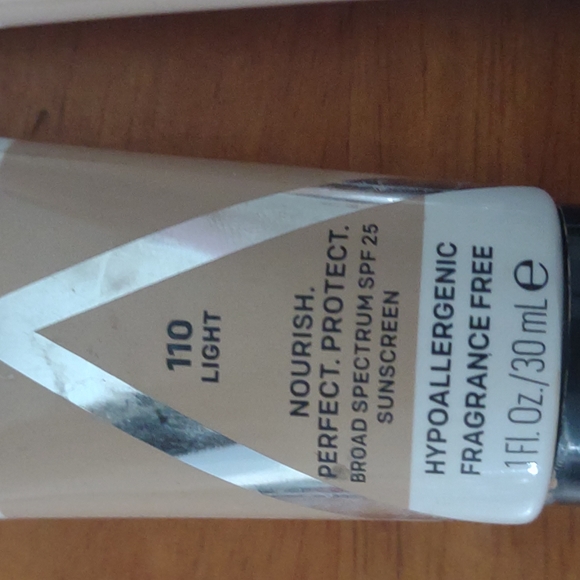 110
LIGHT
NOURISH.
PERFECT. PROTECT.
BROAD SPECTRUM SPF 25
SUNSCREEN
HYPOALLERGENIC
FRAGRANCE FREE
1 Fl. Oz./30 mL e